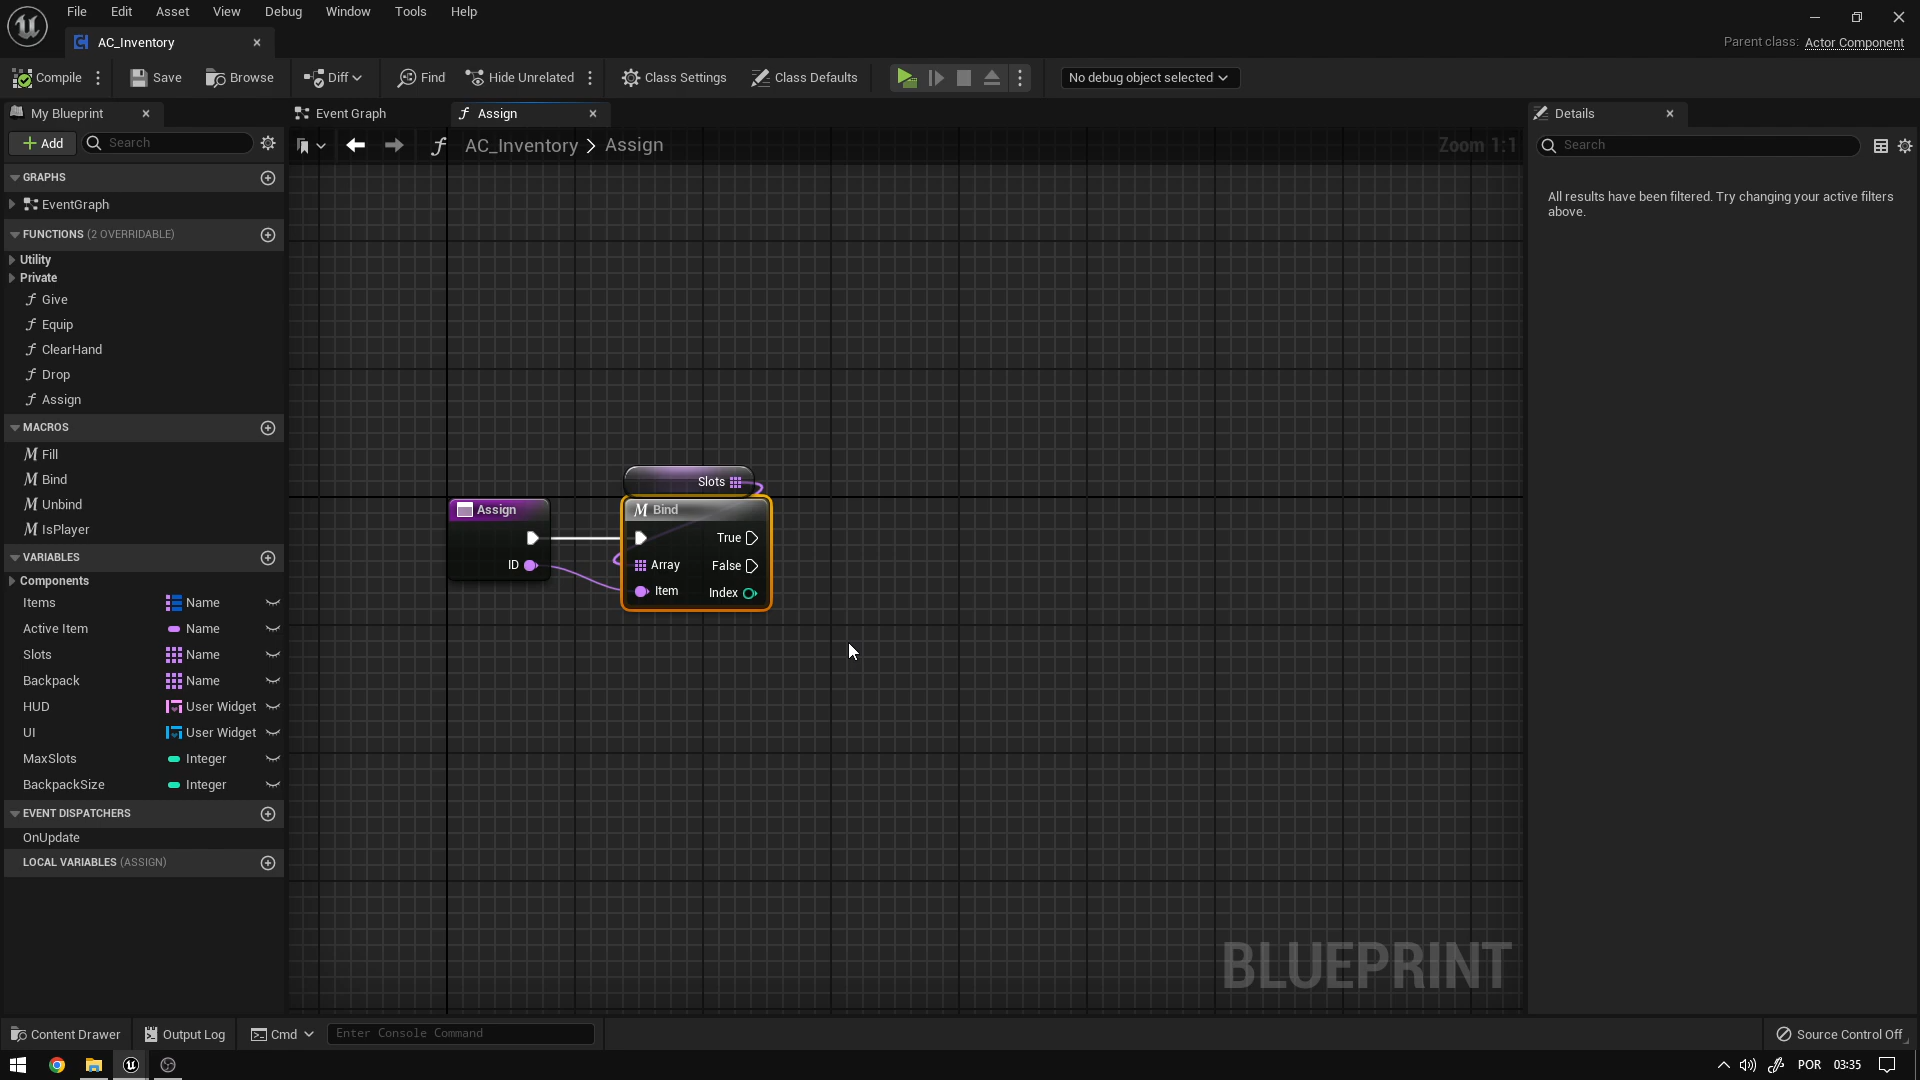 File Edit Asset View Debug Window Tools Help
AC_Inventory
Parent class: Actor Component
Compile Save Browse Diff Find Hide Unrelated Class Settings Class Defaults No debug object selected
My Blueprint
Event Graph
Assign
Details
Add
Search
AC_Inventory > Assign
Zoom 1:1
Search
All results have been filtered. Try changing your active filters
above.
GRAPHS
EventGraph
FUNCTIONS (2 OVERRIDABLE)
Utility
Private
Give
Equip
ClearHand
Drop
Assign
MACROS
Fill
Bind
Unbind
IsPlayer
VARIABLES
Components
Items Name
Active Item Name
Slots Name
Backpack Name
HUD User Widget
UI User Widget
MaxSlots Integer
BackpackSize Integer
EVENT DISPATCHERS
OnUpdate
LOCAL VARIABLES (ASSIGN)
Slots
Assign
ID
Bind
True
Array False
Item Index
BLUEPRINT
Content Drawer Output Log Cmd Enter Console Command Source Control Off
POR 03:35